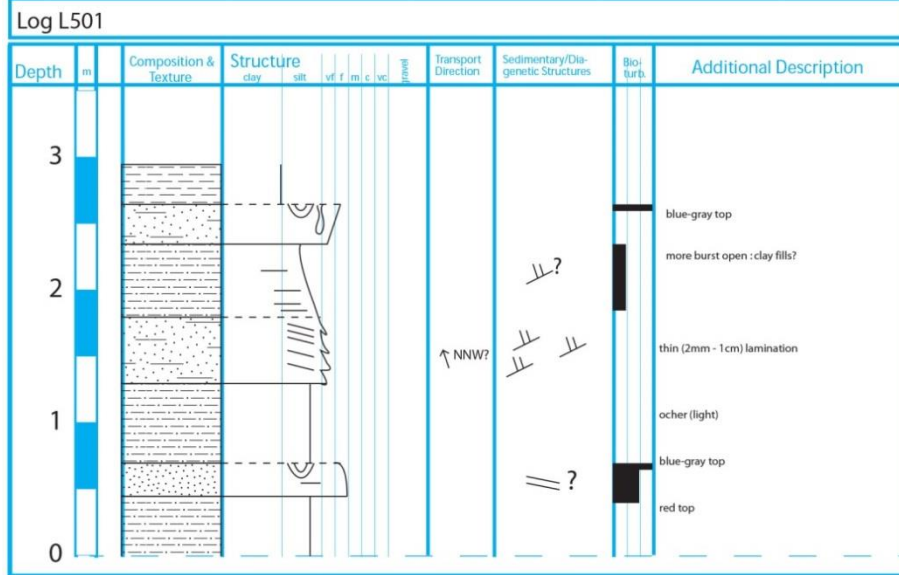 Log L501
Depth m Composition & Texture Structure clay silt vf f m c vc gravel Transport Direction Sedimentary/Dia-genetic Structures Bio-turb. Additional Description
3
blue-gray top
more burst open : clay fills?
?
2
thin (2mm - 1cm) lamination
NNW?
1
ocher (light)
blue-gray top
?
red top
0